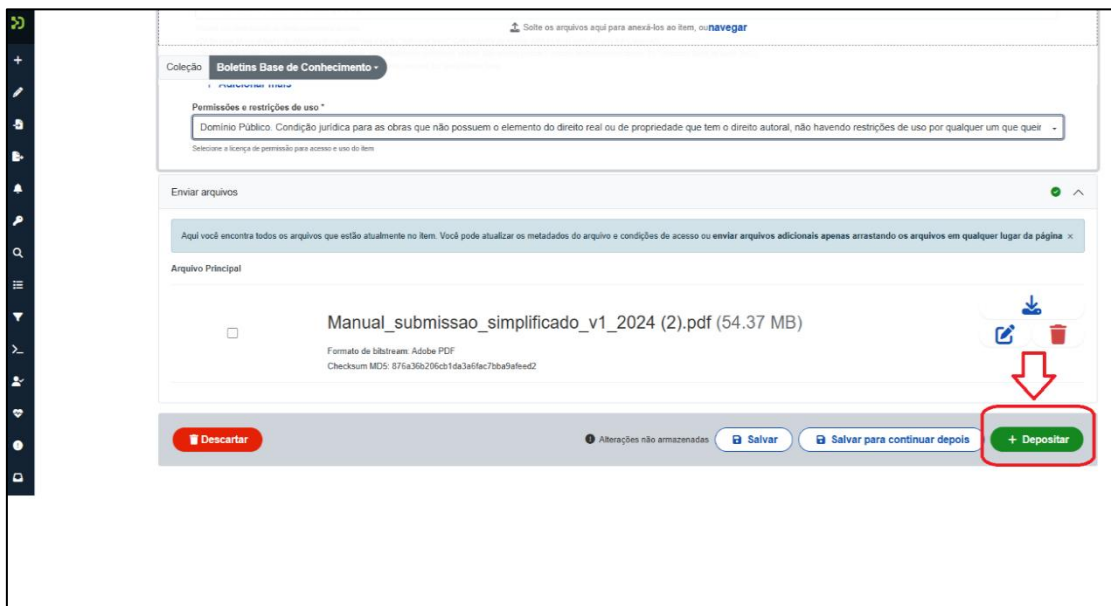 Solte os arquivos aqui para anexá-los ao item, ou navegar
Coleção Boletins Base de Conhecimento
Adicionar mais
Permissões e restrições de uso *
Domínio Público. Condição jurídica para as obras que não possuem o elemento do direito real ou de propriedade que tem o direito autoral, não havendo restrições de uso por qualquer um que queir
Selecione a licença de permissão para acesso e uso do item
Enviar arquivos
Aqui você encontra todos os arquivos que estão atualmente no item. Você pode atualizar os metadados do arquivo e condições de acesso ou enviar arquivos adicionais apenas arrastando os arquivos em qualquer lugar da página ×
Arquivo Principal
Manual_submissao_simplificado_v1_2024 (2).pdf (54.37 MB)
Formato de bitstream: Adobe PDF
Checksum MD5: 876a36b206cb1da3a6fac7bba9afeed2
Descartar Alterações não armazenadas Salvar Salvar para continuar depois + Depositar